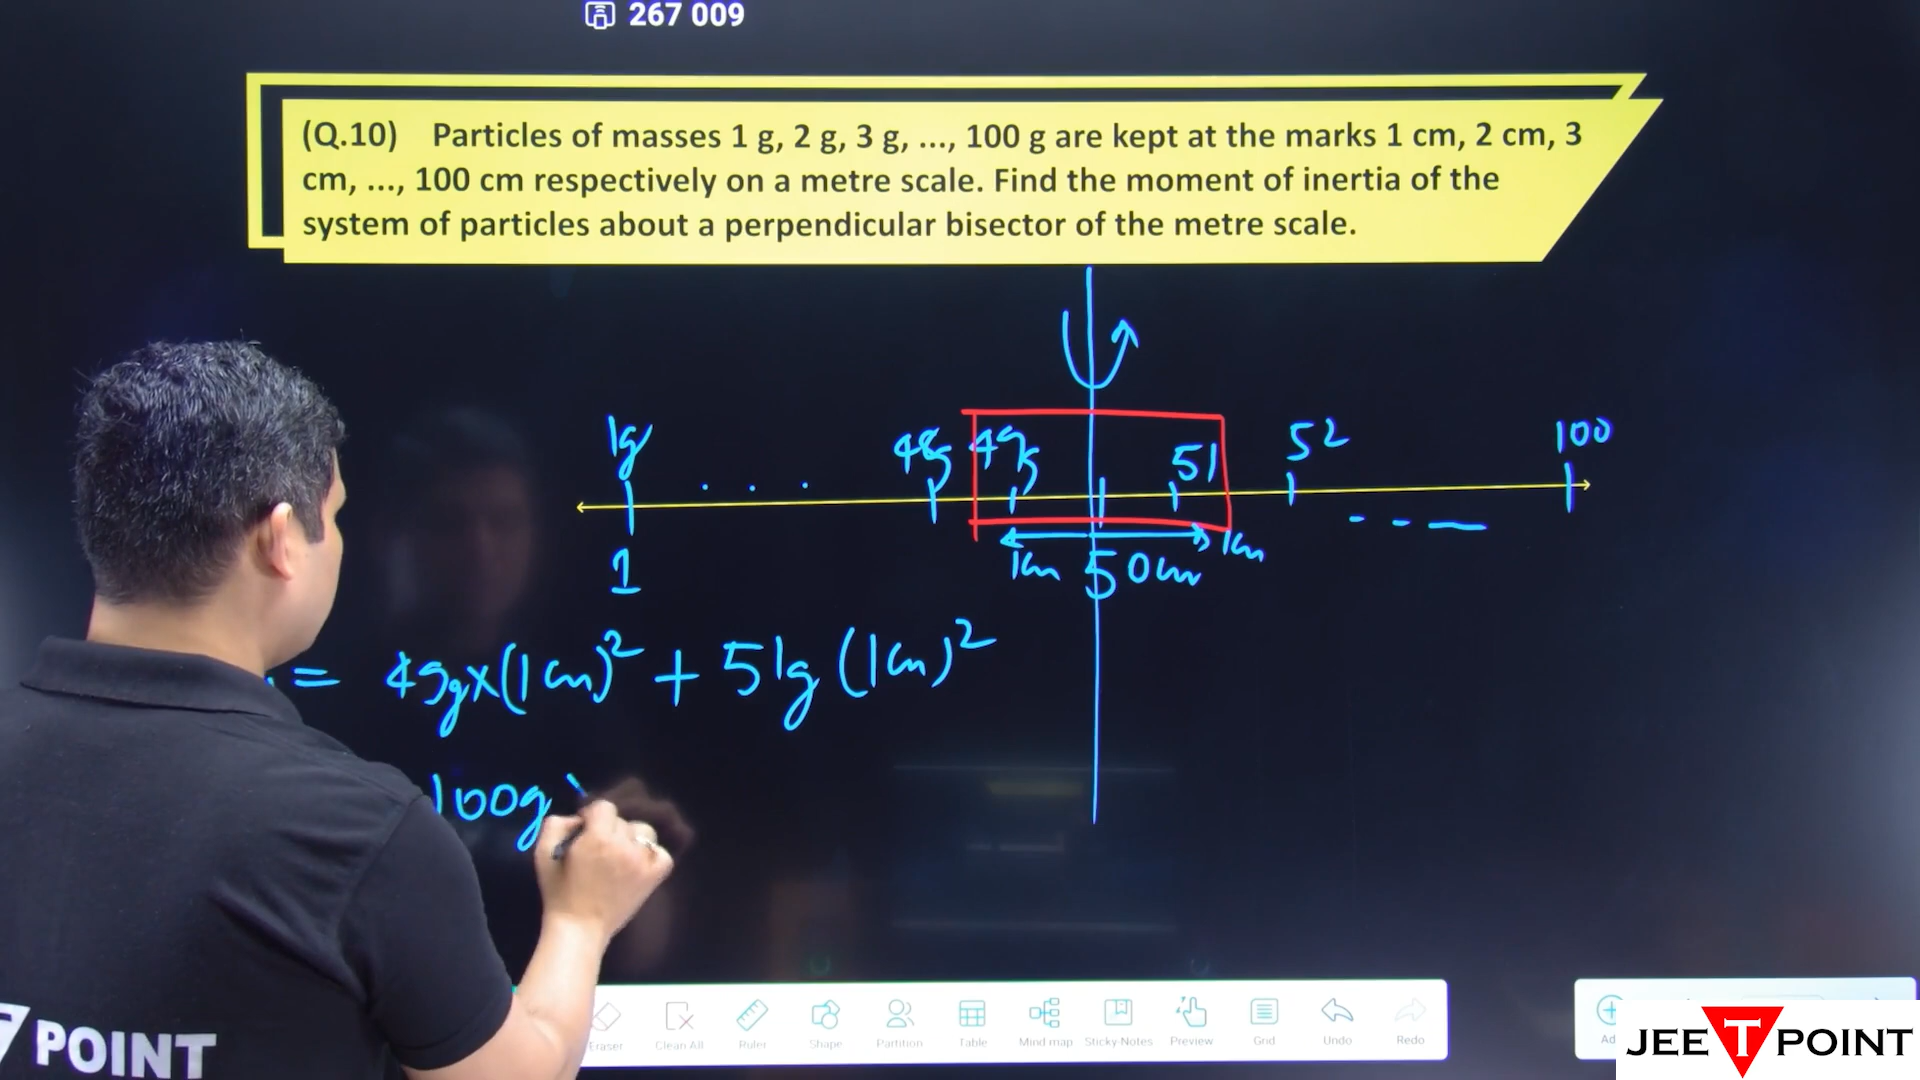 267 009
(Q.10) Particles of masses 1 g, 2 g, 3 g, ..., 100 g are kept at the marks 1 cm, 2 cm, 3
cm, ..., 100 cm respectively on a metre scale. Find the moment of inertia of the
system of particles about a perpendicular bisector of the metre scale.
1g . . . 48g 49g 51 52 100
1 1cm 50cm 1cm
= 49g×(1cm)² + 51g (1cm)²
100g
Eraser Clean All Ruler Shape Partition Table Mind map Sticky Notes Preview Grid Undo Redo
POINT
JEE T POINT